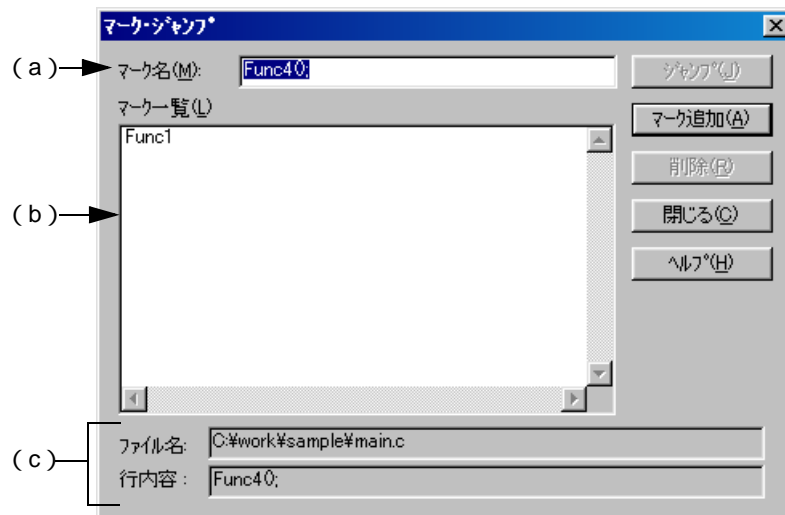 マーク・ジャンプ
(a) マーク名(M): Func4(); ジャンプ(J)
マーク一覧(L)
マーク追加(A)
Func1
削除(R)
(b) 閉じる(C)
ヘルプ(H)
(c)
ファイル名: C:¥work¥sample¥main.c
行内容: Func4();